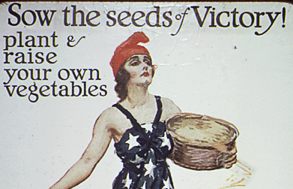 Sow the seeds of Victory!
plant &
raise
your own
vegetables